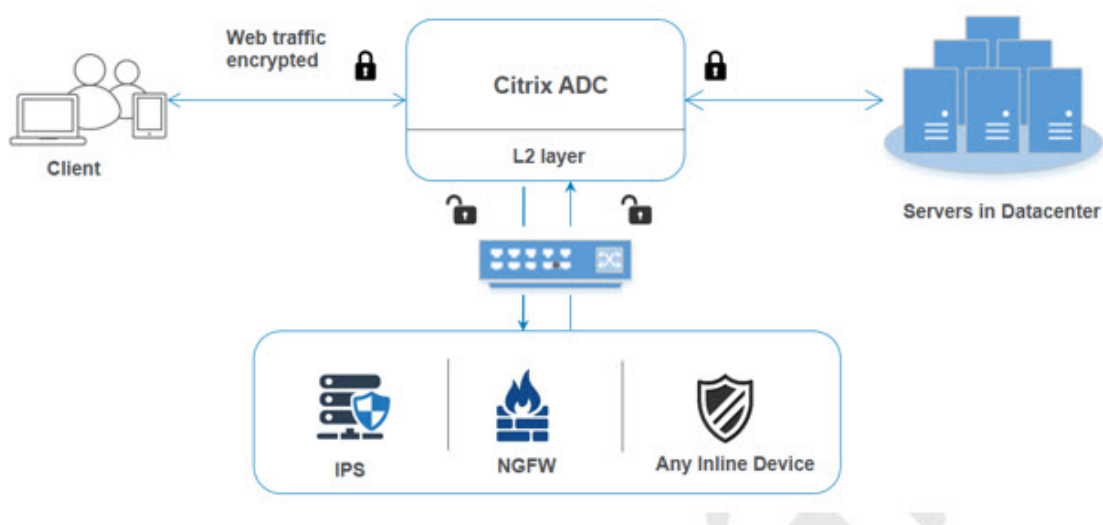 Web traffic
encrypted
Citrix ADC
L2 layer
Client
Servers in Datacenter
IPS
NGFW
Any Inline Device